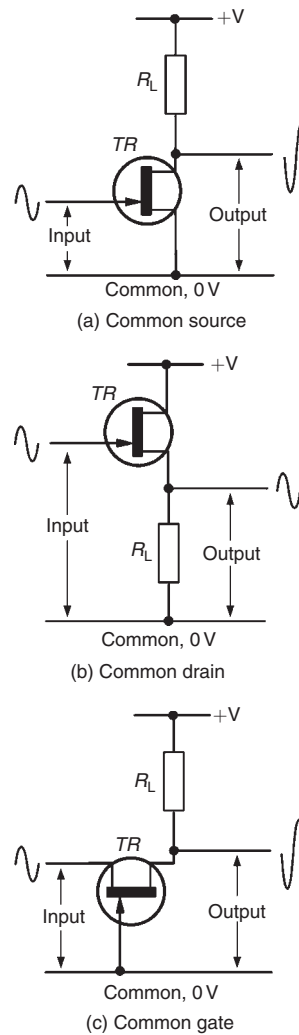 +V
R_L
TR
Input
Output
Common, 0 V
(a) Common source
+V
TR
Input
R_L
Output
Common, 0 V
(b) Common drain
+V
R_L
TR
Input
Output
Common, 0 V
(c) Common gate